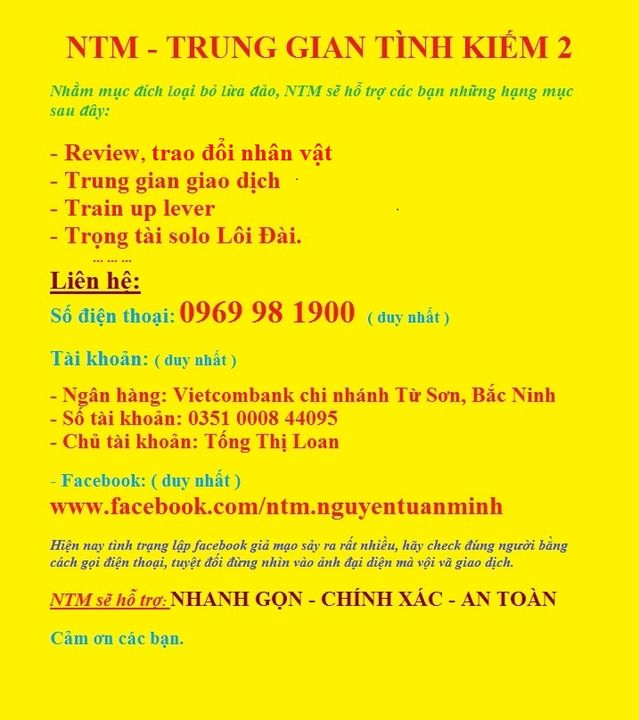 NTM - TRUNG GIAN TÌNH KIẾM 2
Nhằm mục đích loại bỏ lừa đảo, NTM sẽ hỗ trợ các bạn những hạng mục
sau đây:
- Review, trao đổi nhân vật
- Trung gian giao dịch
- Train up lever
- Trọng tài solo Lôi Đài.
... ... ...
Liên hệ:
Số điện thoại: 0969 98 1900 ( duy nhất )
Tài khoản: ( duy nhất )
- Ngân hàng: Vietcombank chi nhánh Từ Sơn, Bắc Ninh
- Số tài khoản: 0351 0008 44095
- Chủ tài khoản: Tống Thị Loan
- Facebook: ( duy nhất )
www.facebook.com/ntm.nguyentuanminh
Hiện nay tình trạng lập facebook giả mạo sảy ra rất nhiều, hãy check đúng người bằng
cách gọi điện thoại, tuyệt đối đừng nhìn vào ảnh đại diện mà vội vã giao dịch.
NTM sẽ hỗ trợ: NHANH GỌN - CHÍNH XÁC - AN TOÀN
Cảm ơn các bạn.